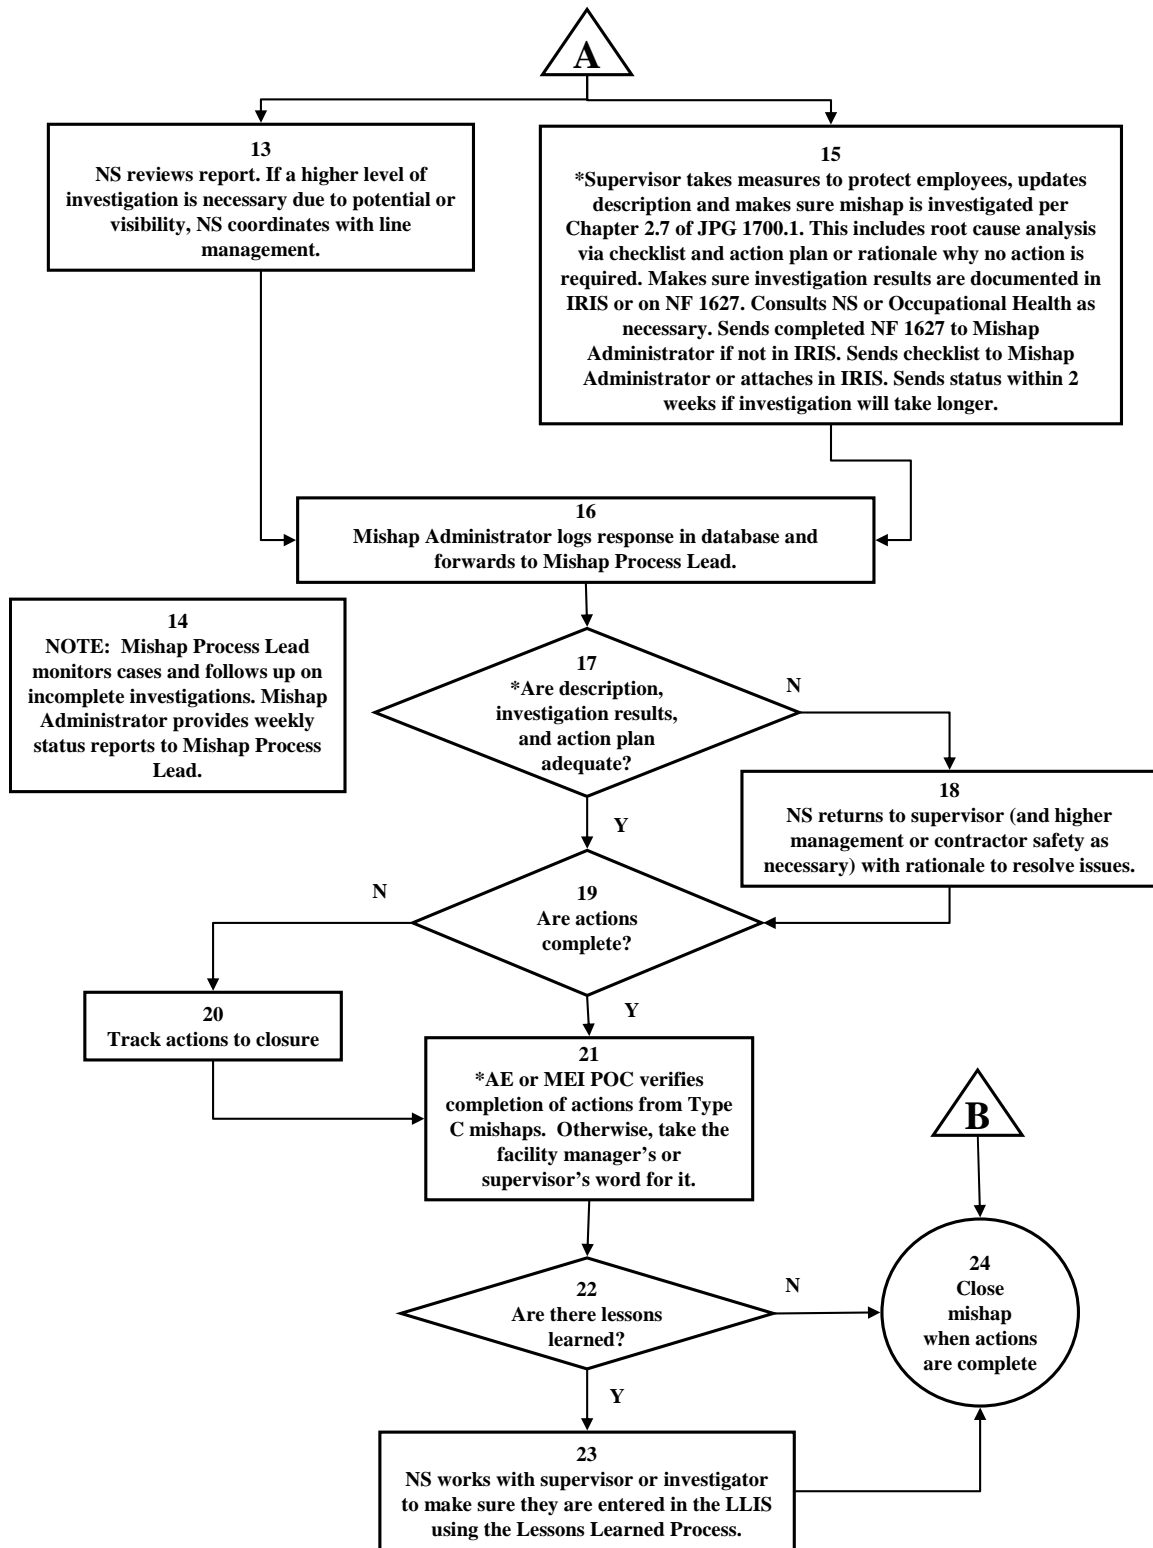 A
13
NS reviews report. If a higher level of
investigation is necessary due to potential or
visibility, NS coordinates with line
management.
15
*Supervisor takes measures to protect employees, updates
description and makes sure mishap is investigated per
Chapter 2.7 of JPG 1700.1. This includes root cause analysis
via checklist and action plan or rationale why no action is
required. Makes sure investigation results are documented in
IRIS or on NF 1627. Consults NS or Occupational Health as
necessary. Sends completed NF 1627 to Mishap
Administrator if not in IRIS. Sends checklist to Mishap
Administrator or attaches in IRIS. Sends status within 2
weeks if investigation will take longer.
16
Mishap Administrator logs response in database and
forwards to Mishap Process Lead.
14
NOTE:  Mishap Process Lead
monitors cases and follows up on
incomplete investigations. Mishap
Administrator provides weekly
status reports to Mishap Process
Lead.
17
*Are description,
investigation results,
and action plan
adequate?
N
Y
18
NS returns to supervisor (and higher
management or contractor safety as
necessary) with rationale to resolve issues.
19
Are actions
complete?
N
Y
20
Track actions to closure
21
*AE or MEI POC verifies
completion of actions from Type
C mishaps.  Otherwise, take the
facility manager’s or
supervisor’s word for it.
B
22
Are there lessons
learned?
N
Y
24
Close
mishap
when actions
are complete
23
NS works with supervisor or investigator
to make sure they are entered in the LLIS
using the Lessons Learned Process.